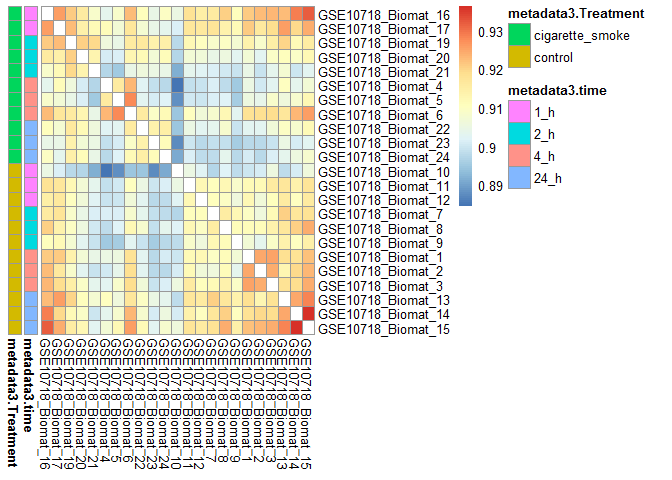 GSE10718_Biomat_16
GSE10718_Biomat_17
GSE10718_Biomat_19
GSE10718_Biomat_20
GSE10718_Biomat_21
GSE10718_Biomat_4
GSE10718_Biomat_5
GSE10718_Biomat_6
GSE10718_Biomat_22
GSE10718_Biomat_23
GSE10718_Biomat_24
GSE10718_Biomat_10
GSE10718_Biomat_11
GSE10718_Biomat_12
GSE10718_Biomat_7
GSE10718_Biomat_8
GSE10718_Biomat_9
GSE10718_Biomat_1
GSE10718_Biomat_2
GSE10718_Biomat_3
GSE10718_Biomat_13
GSE10718_Biomat_14
GSE10718_Biomat_15
0.93
0.92
0.91
0.9
0.89
metadata3.Treatment
cigarette_smoke
control
metadata3.time
1_h
2_h
4_h
24_h
metadata3.Treatment
metadata3.time
GSE10718_Biomat_16
GSE10718_Biomat_17
GSE10718_Biomat_19
GSE10718_Biomat_20
GSE10718_Biomat_21
GSE10718_Biomat_4
GSE10718_Biomat_5
GSE10718_Biomat_6
GSE10718_Biomat_22
GSE10718_Biomat_23
GSE10718_Biomat_24
GSE10718_Biomat_10
GSE10718_Biomat_11
GSE10718_Biomat_12
GSE10718_Biomat_7
GSE10718_Biomat_8
GSE10718_Biomat_9
GSE10718_Biomat_1
GSE10718_Biomat_2
GSE10718_Biomat_3
GSE10718_Biomat_13
GSE10718_Biomat_14
GSE10718_Biomat_15